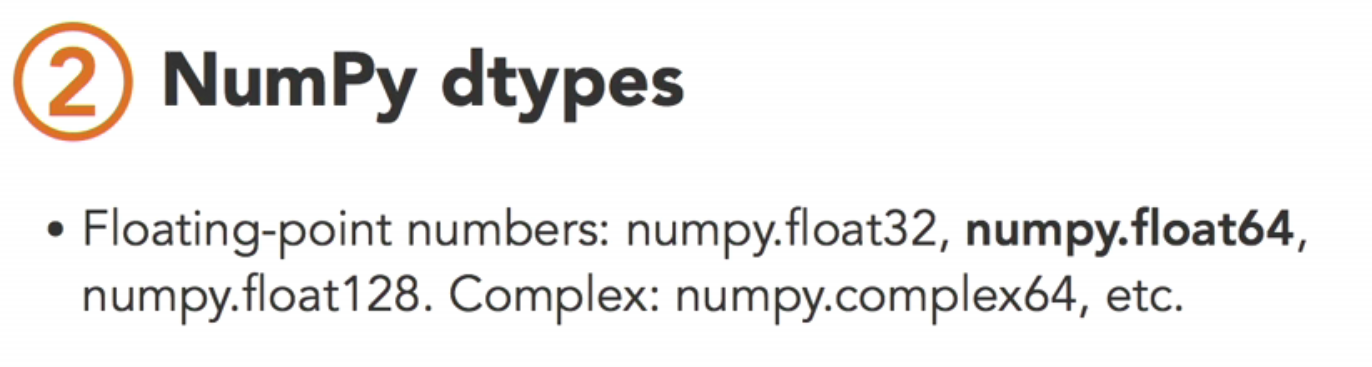 2 NumPy dtypes
• Floating-point numbers: numpy.float32, numpy.float64,
numpy.float128. Complex: numpy.complex64, etc.